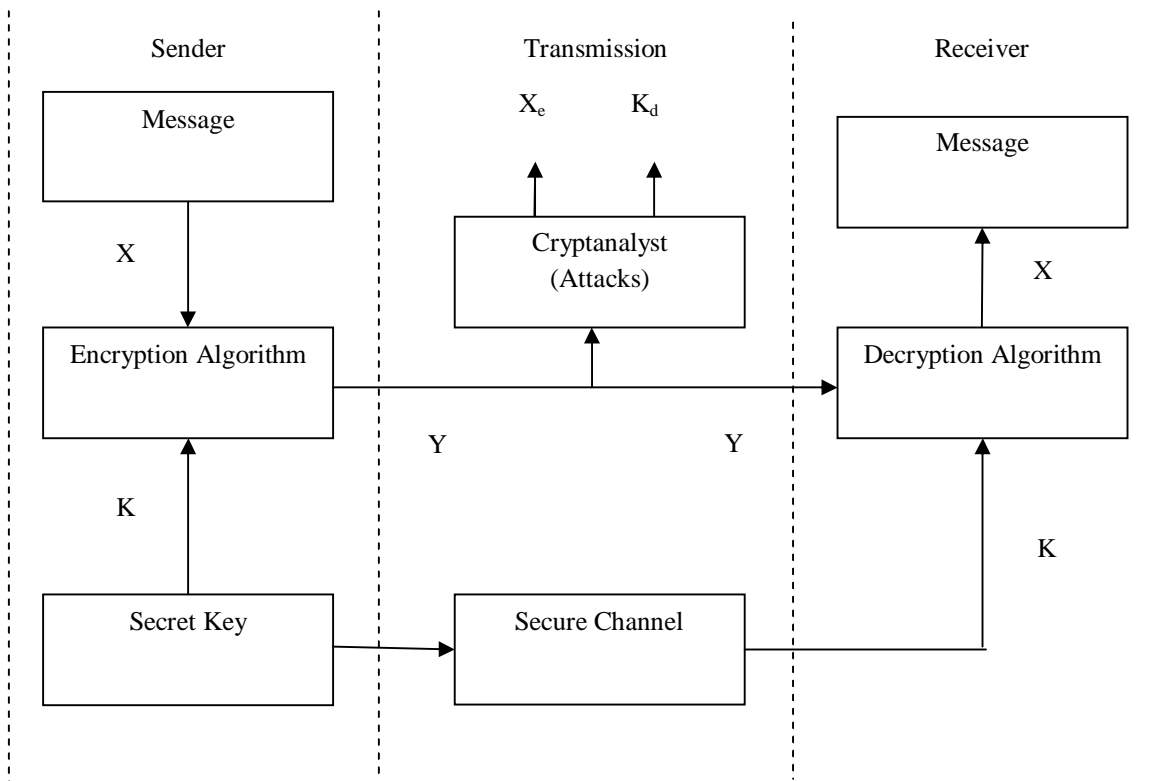 Sender
Transmission
Receiver
Message
X
Encryption Algorithm
K
Secret Key
Xe
Kd
Cryptanalyst
(Attacks)
Y
Y
Secure Channel
Message
X
Decryption Algorithm
K